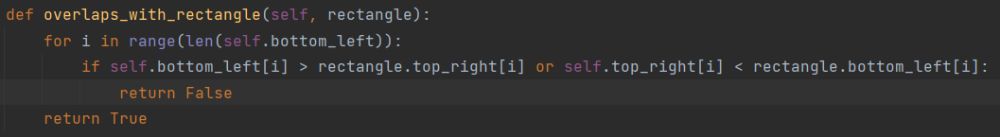 def overlaps_with_rectangle(self, rectangle):
    for i in range(len(self.bottom_left)):
        if self.bottom_left[i] > rectangle.top_right[i] or self.top_right[i] < rectangle.bottom_left[i]:
            return False
    return True